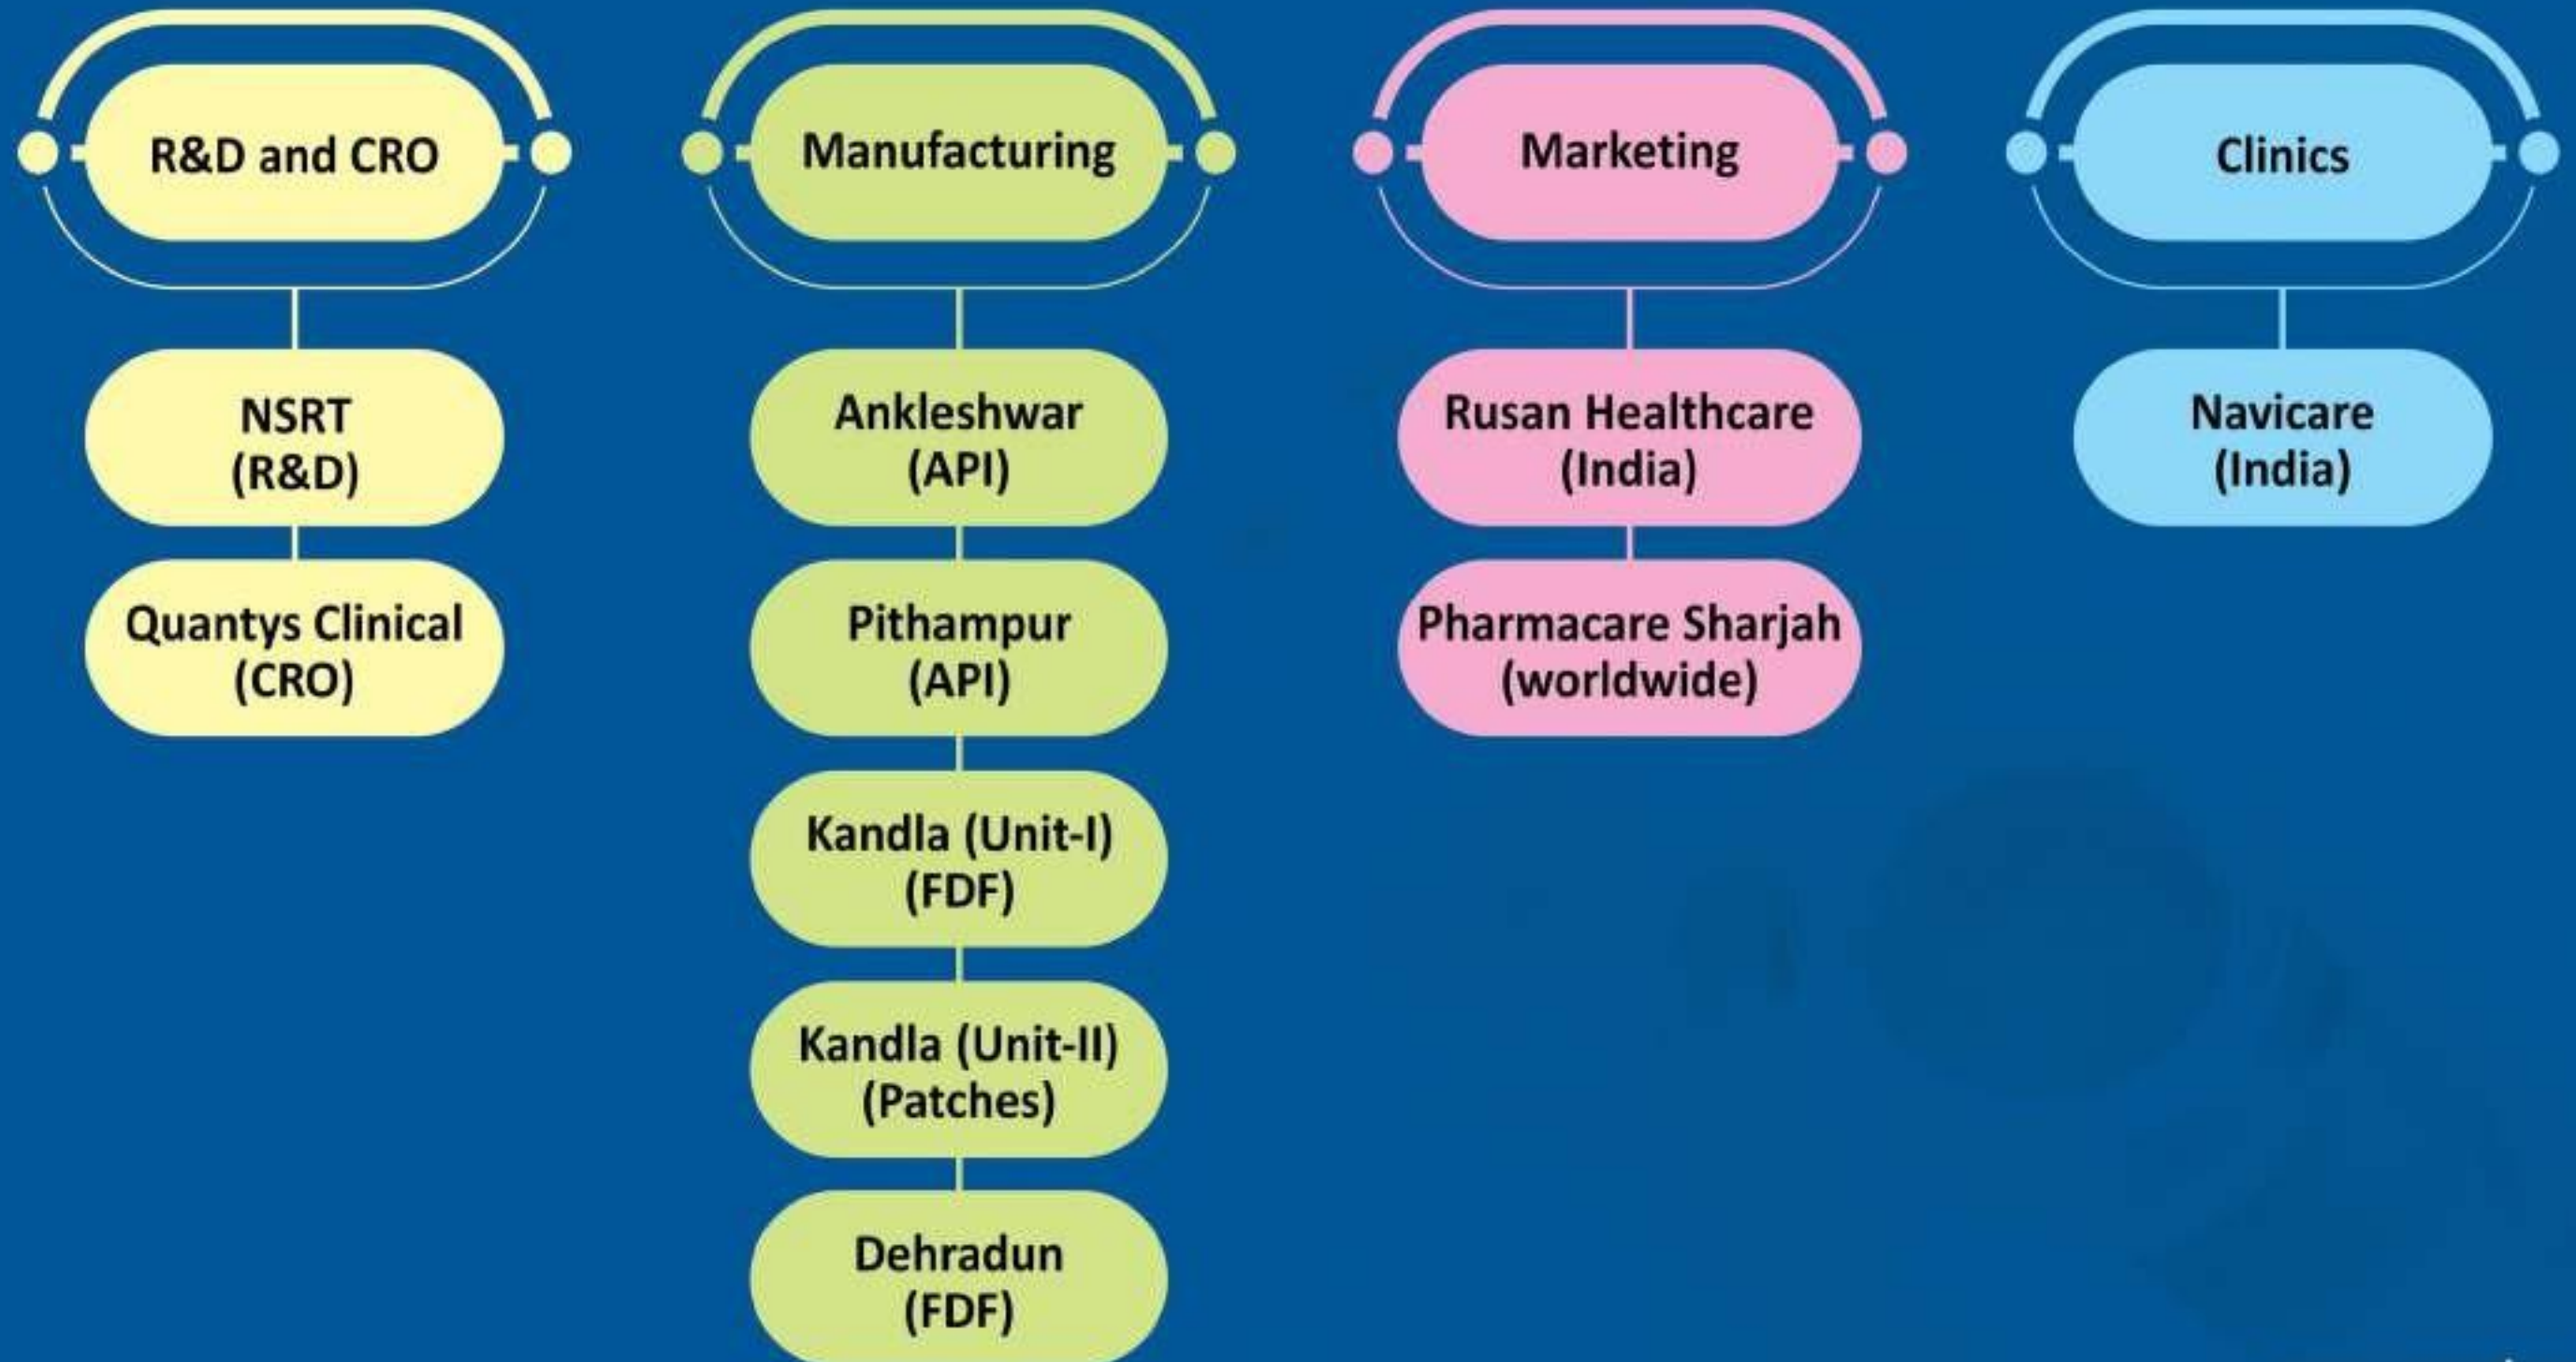 R&D and CRO
NSRT
(R&D)
Quantys Clinical
(CRO)
Manufacturing
Ankleshwar
(API)
Pithampur
(API)
Kandla (Unit-I)
(FDF)
Kandla (Unit-II)
(Patches)
Dehradun
(FDF)
Marketing
Rusan Healthcare
(India)
Pharmacare Sharjah
(worldwide)
Clinics
Navicare
(India)